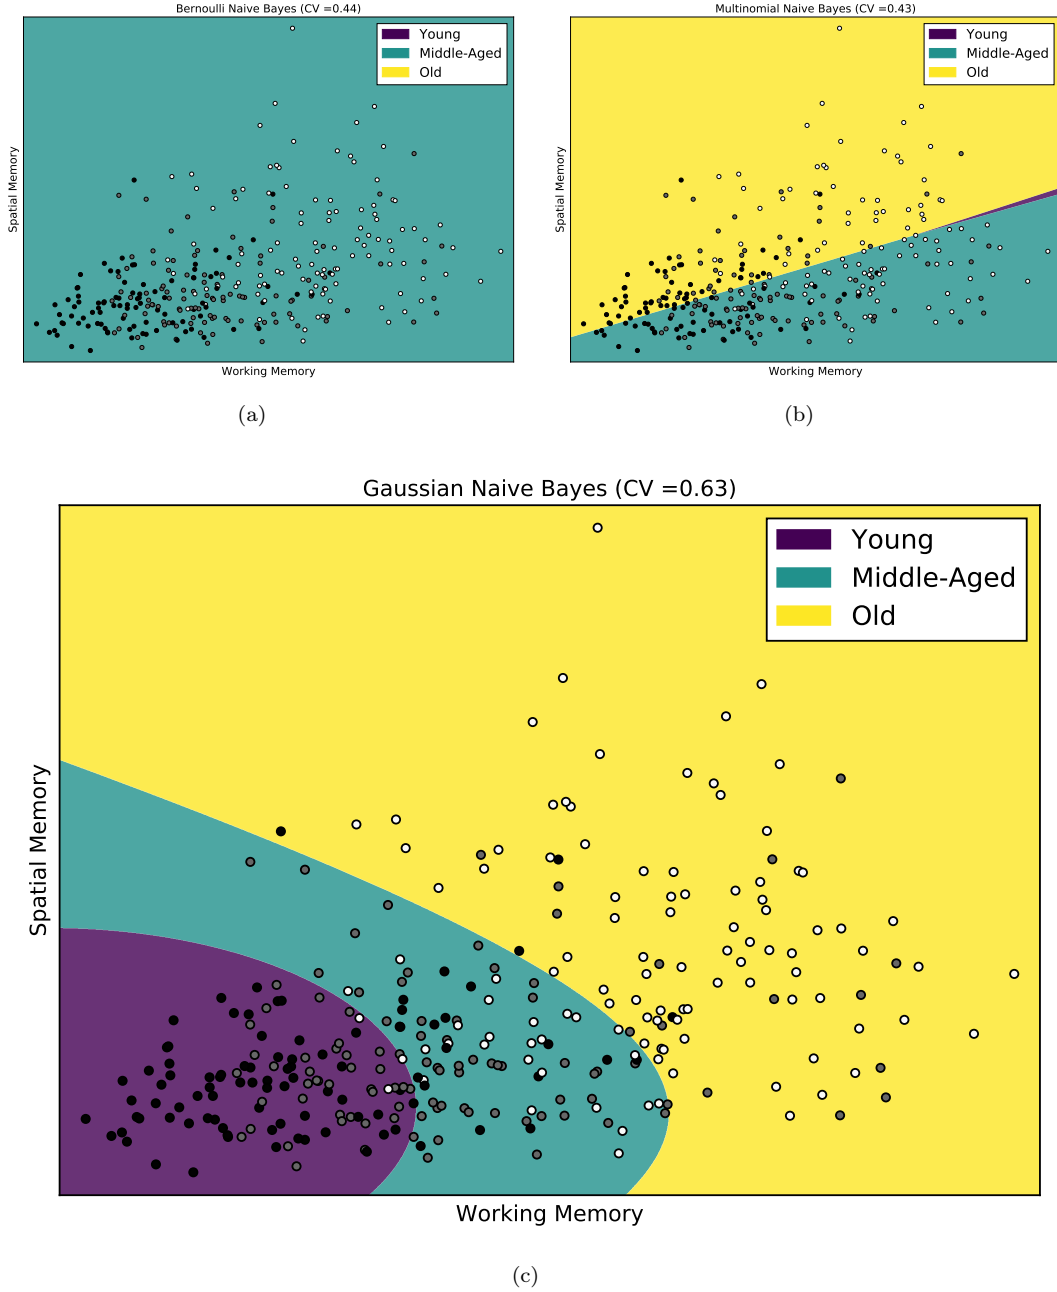 Bernoulli Naive Bayes (CV =0.44)
Young
Middle-Aged
Old
Spatial Memory
Working Memory
(a)
Multinomial Naive Bayes (CV =0.43)
Young
Middle-Aged
Old
Spatial Memory
Working Memory
(b)
Gaussian Naive Bayes (CV =0.63)
Young
Middle-Aged
Old
Spatial Memory
Working Memory
(c)